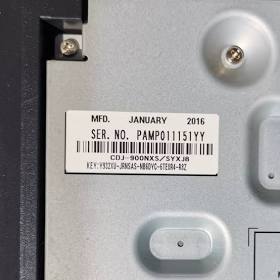 MFD. JANUARY 2016
SER. NO. PAMP011151YY
CDJ-900NXS/SYXJ8